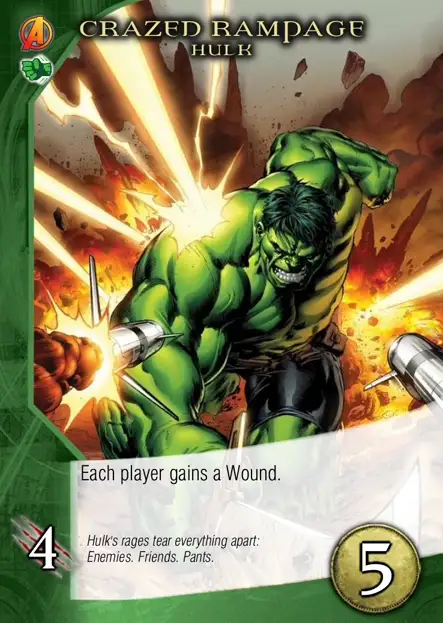 CRAZED RAMPAGE
HULK
Each player gains a Wound.
Hulk's rages tear everything apart:
Enemies. Friends. Pants.
4
5